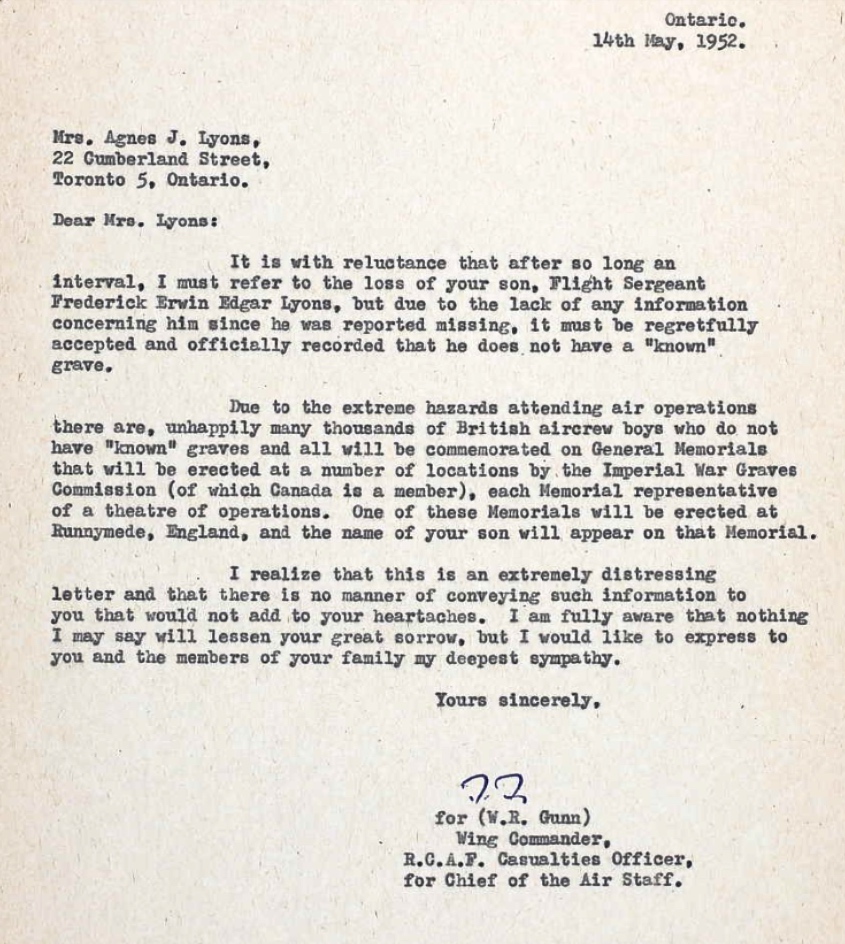 Ontario.
14th May, 1952.
Mrs. Agnes J. Lyons,
22 Cumberland Street,
Toronto 5, Ontario.
Dear Mrs. Lyons:
It is with reluctance that after so long an
interval, I must refer to the loss of your son, Flight Sergeant
Frederick Erwin Edgar Lyons, but due to the lack of any information
concerning him since he was reported missing, it must be regretfully
accepted and officially recorded that he does not have a "known"
grave.
Due to the extreme hazards attending air operations
there are, unhappily many thousands of British aircrew boys who do not
have "known" graves and all will be commemorated on General Memorials
that will be erected at a number of locations by the Imperial War Graves
Commission (of which Canada is a member), each Memorial representative
of a theatre of operations. One of these Memorials will be erected at
Runnymede, England, and the name of your son will appear on that Memorial.
I realize that this is an extremely distressing
letter and that there is no manner of conveying such information to
you that would not add to your heartaches. I am fully aware that nothing
I may say will lessen your great sorrow, but I would like to express to
you and the members of your family my deepest sympathy.
Yours sincerely,
for (W.R. Gunn)
Wing Commander,
R.C.A.F. Casualties Officer,
for Chief of the Air Staff.